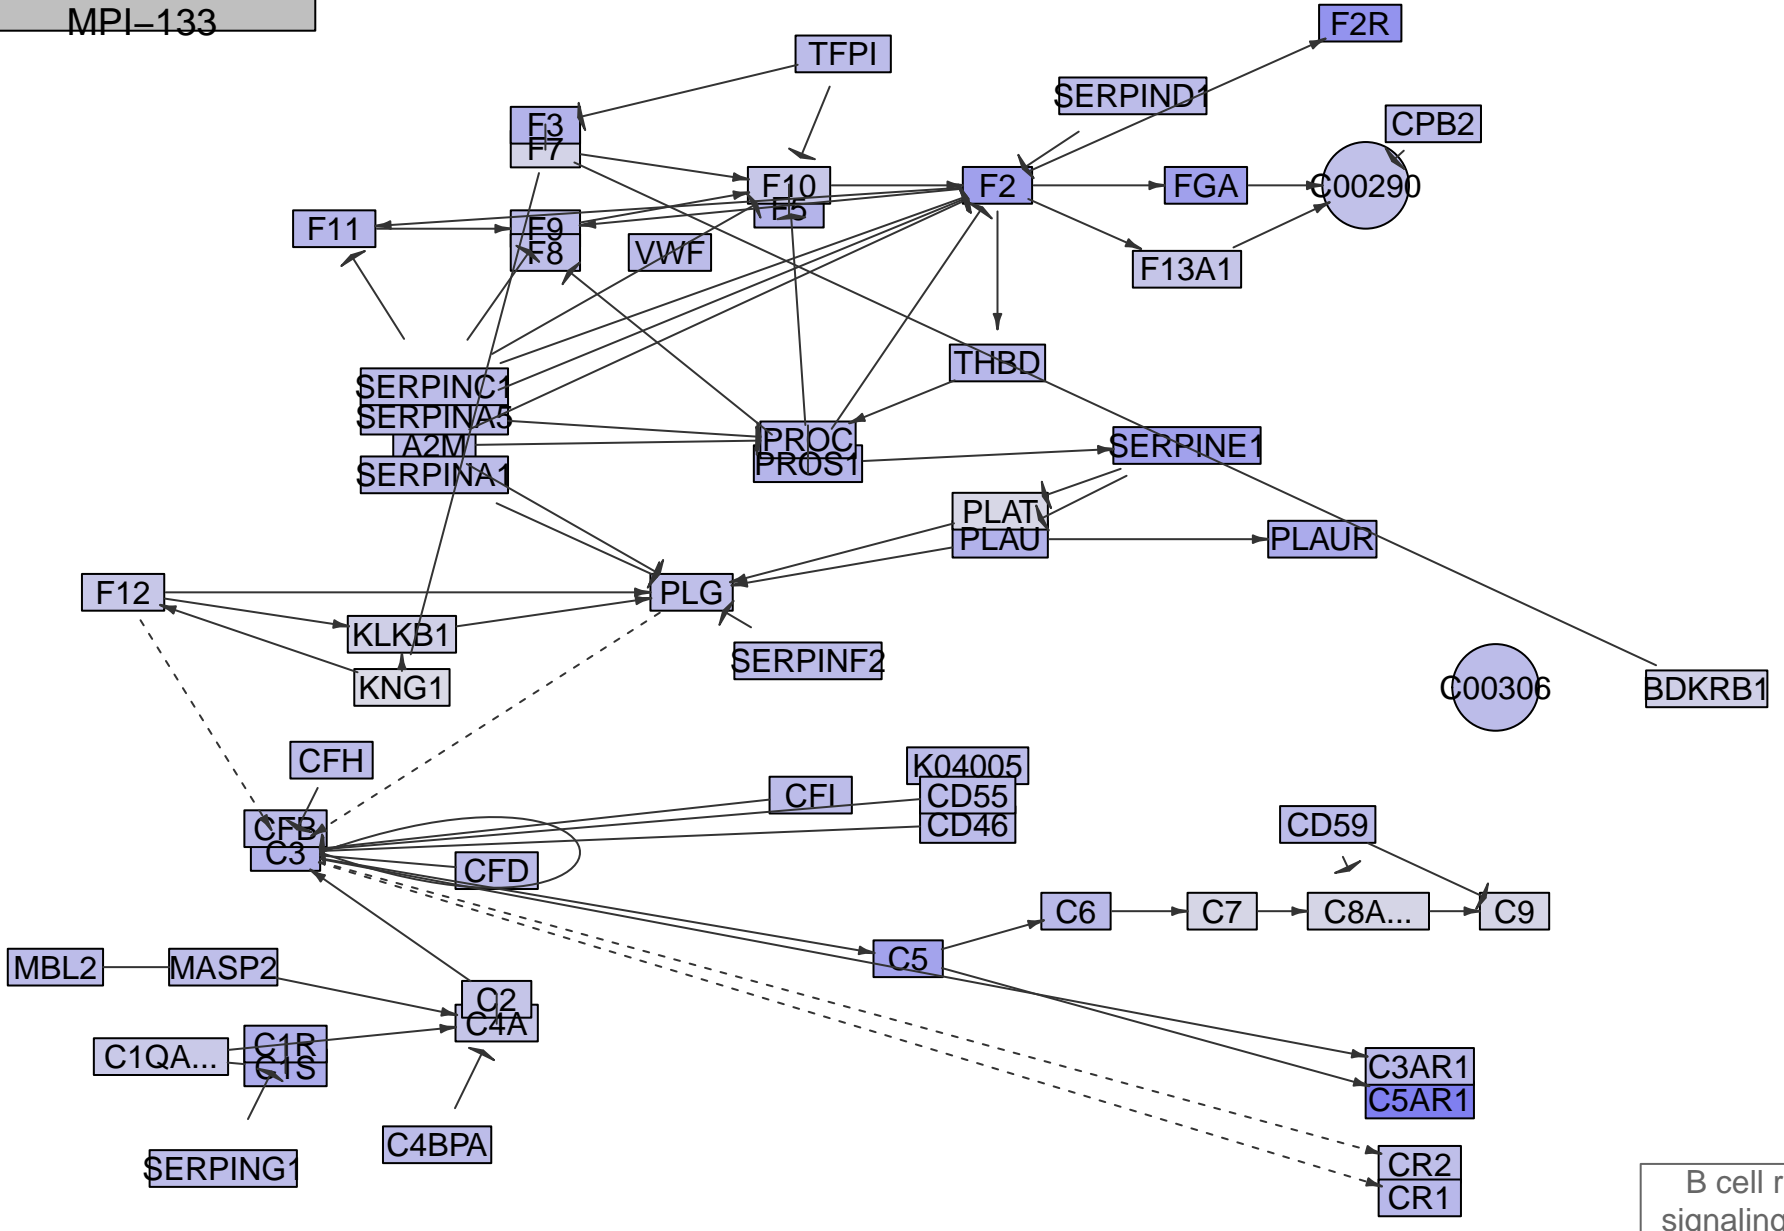 MPI–133
F2R
TFPI
SERPIND1
CPB2
F3
F7
F10
F5
F2
FGA
C00290
F11
F9
F8
VWF
F13A1
THBD
SERPINC1
SERPINA5
A2M
SERPINA1
PROC
PROS1
SERPINE1
PLAT
PLAU
PLAUR
F12
PLG
KLKB1
KNG1
SERPINF2
C00306
BDKRB1
CFH
K04005
CFI
CD55
CD46
CFB
C3
CFD
CD59
C6
C7
C8A...
C9
C5
MBL2
MASP2
C2
C4A
C1QA...
C1R
C1S
C3AR1
C5AR1
C4BPA
SERPING1
CR2
CR1
B cell r
signaling